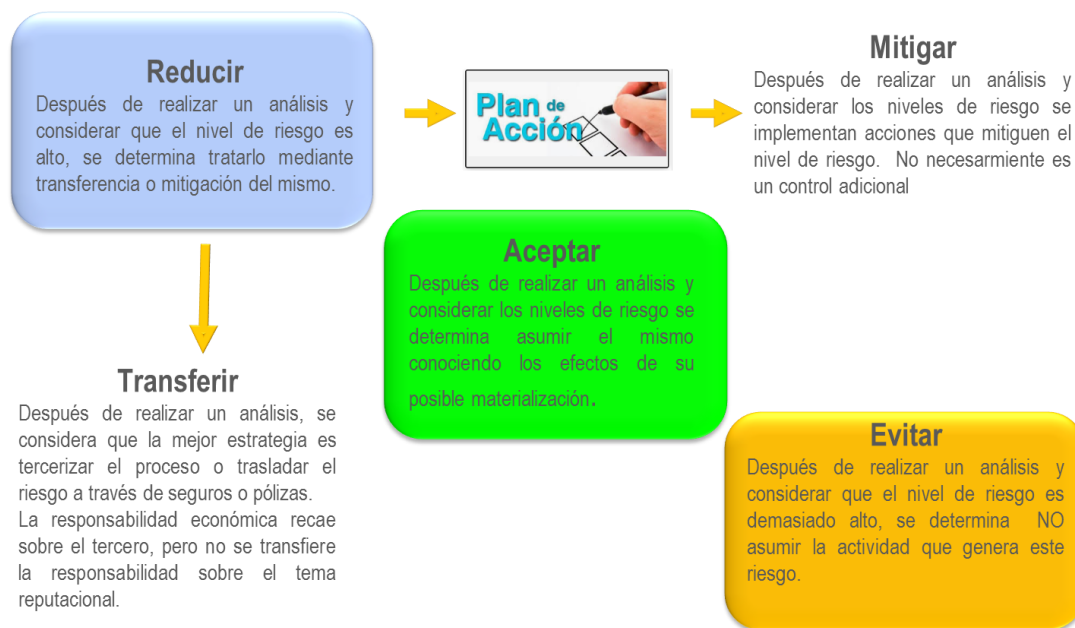 Reducir
Después de realizar un análisis y
considerar que el nivel de riesgo es
alto, se determina tratarlo mediante
transferencia o mitigación del mismo.
Plan de
Acción
Mitigar
Después de realizar un análisis y
considerar los niveles de riesgo se
implementan acciones que mitiguen el
nivel de riesgo. No necesarmiente es
un control adicional
Aceptar
Después de realizar un análisis y
considerar los niveles de riesgo se
determina asumir el mismo
conociendo los efectos de su
posible materialización.
Transferir
Después de realizar un análisis, se
considera que la mejor estrategia es
tercerizar el proceso o trasladar el
riesgo a través de seguros o pólizas.
La responsabilidad económica recae
sobre el tercero, pero no se transfiere
la responsabilidad sobre el tema
reputacional.
Evitar
Después de realizar un análisis y
considerar que el nivel de riesgo es
demasiado alto, se determina NO
asumir la actividad que genera este
riesgo.